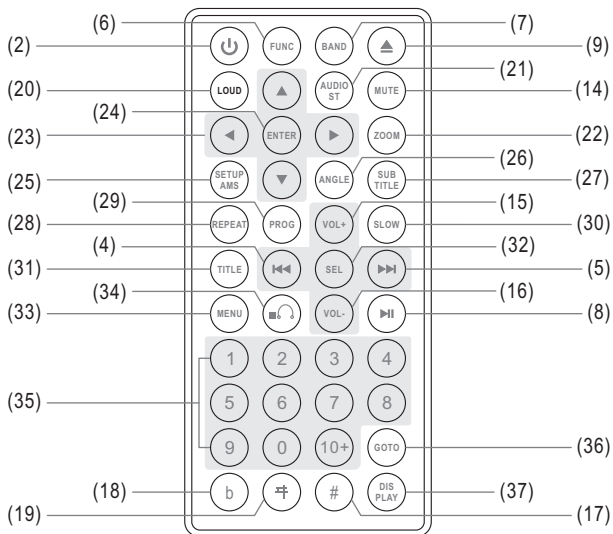 (6)
(7)
(2) FUNC BAND (9)
(20) LOUD AUDIO ST (21) MUTE (14)
(24)
(23) ENTER ZOOM (22)
(25) SETUP AMS ANGLE (26) SUB TITLE (27)
(29) (15)
(28) REPEAT PROG VOL+ SLOW (30)
(4) (32)
(31) TITLE SEL (5)
(34) (16)
(33) MENU VOL- (8)
1 2 3 4
(35) 5 6 7 8
9 0 10+ GOTO (36)
(18) b # DIS PLAY (37)
(19) (17)